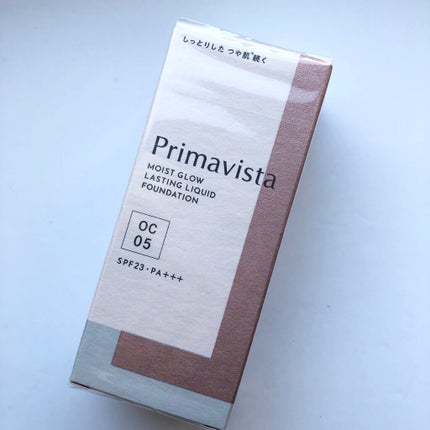 しっとりした つや肌*続く
Primavista
MOIST GLOW
LASTING LIQUID
FOUNDATION
OC
05
SPF23・PA+++